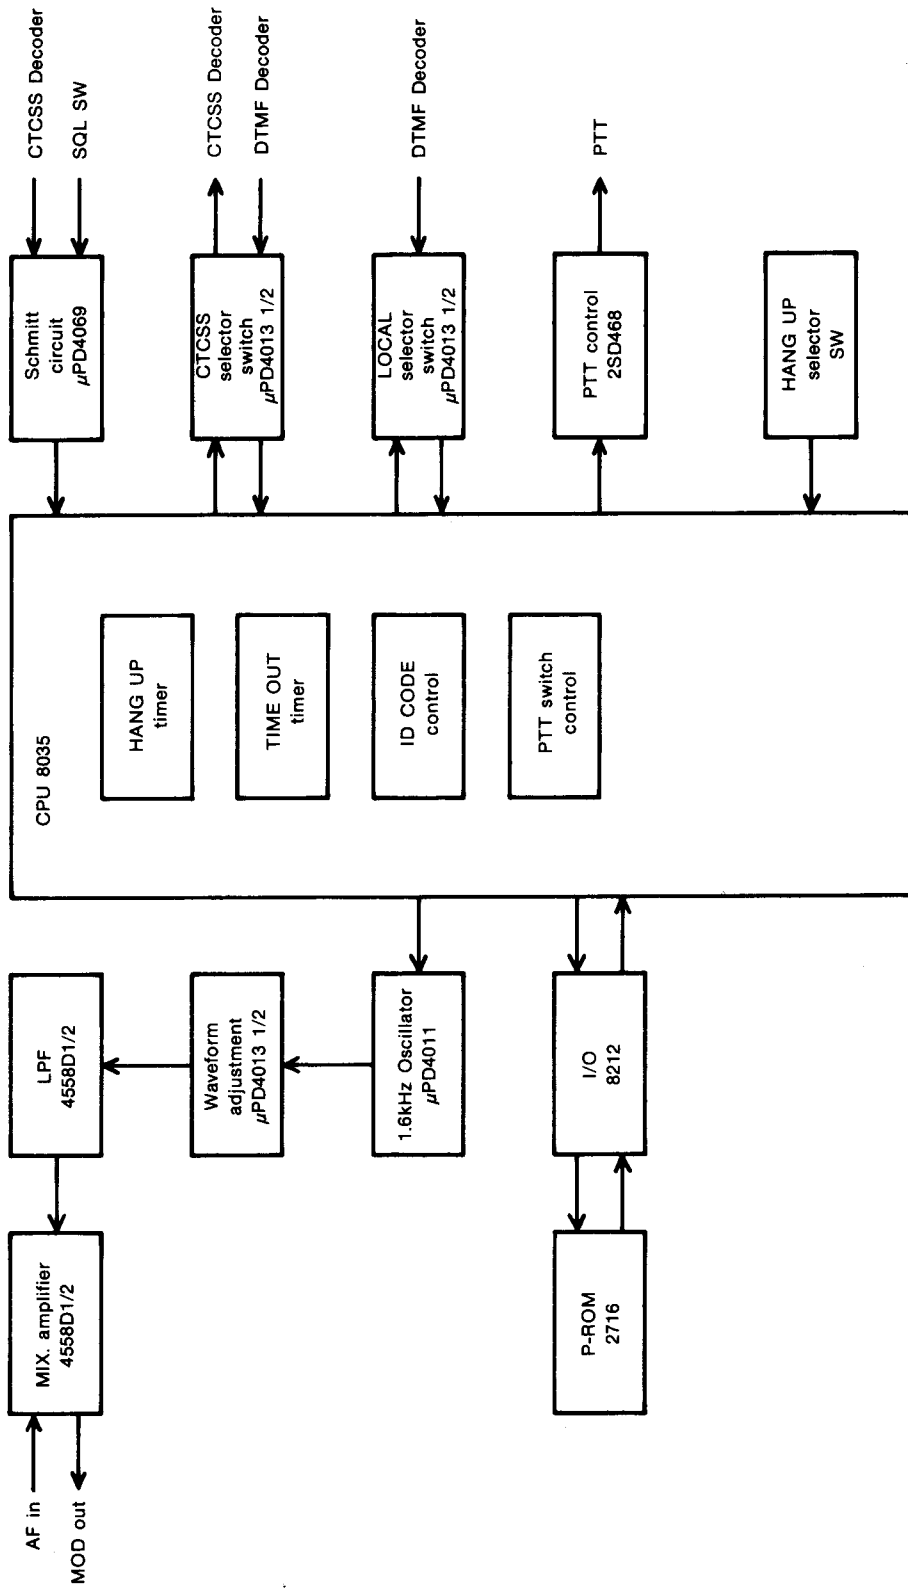 CTCSS Decoder
SQL SW
CTCSS Decoder
DTMF Decoder
DTMF Decoder
PTT
Schmitt
circuit
µPD4069
CTCSS
selector
switch
µPD4013 1/2
LOCAL
selector
switch
µPD4013 1/2
PTT control
2SD468
HANG UP
selector
SW
CPU 8035
HANG UP
timer
TIME OUT
timer
ID CODE
control
PTT switch
control
LPF
4558D1/2
Waveform
adjustment
µPD4013 1/2
1.6kHz Oscillator
µPD4011
I/O
8212
MIX. amplifier
4558D1/2
P-ROM
2716
AF in
MOD out